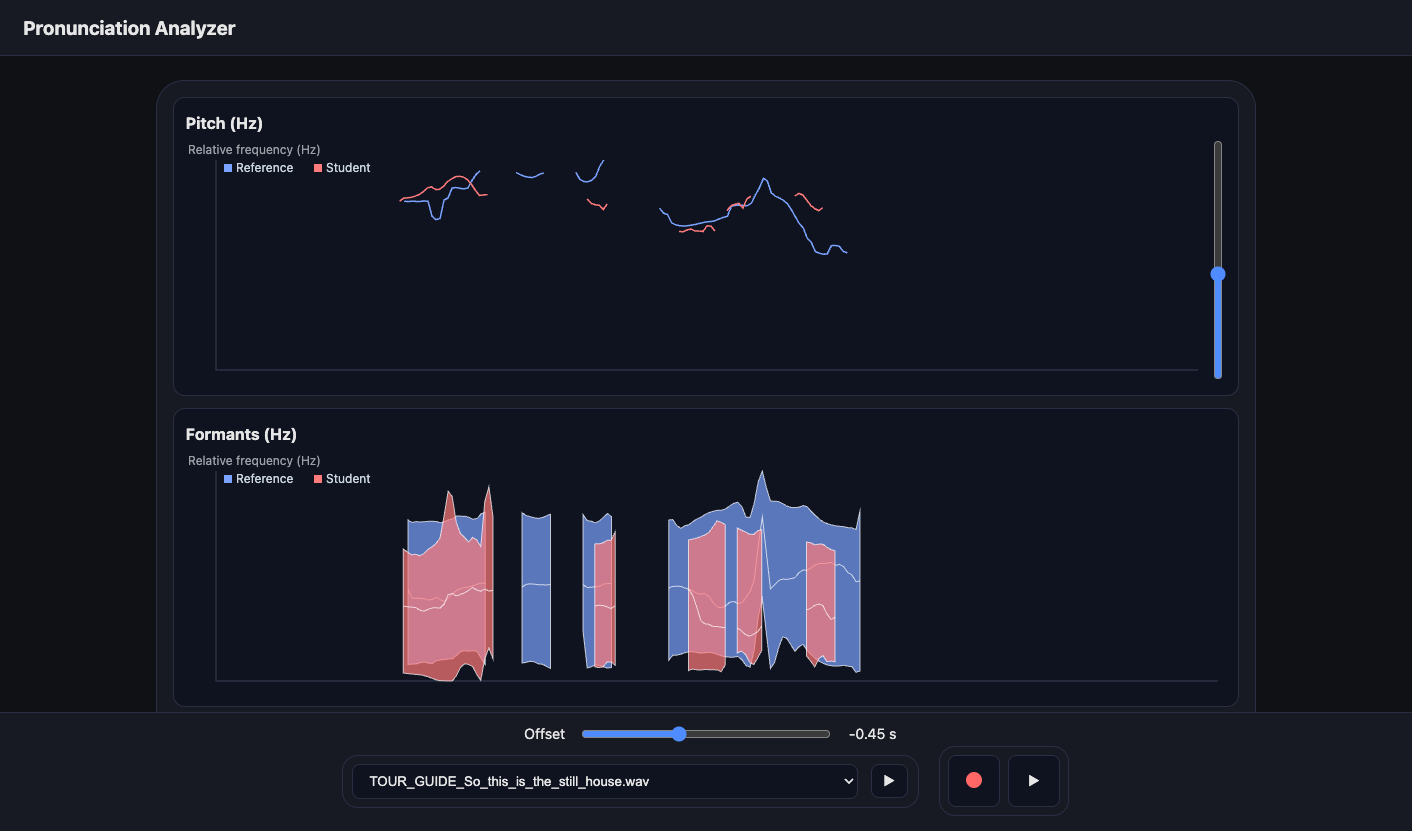 Pronunciation Analyzer
Pitch (Hz)
Relative frequency (Hz)
Reference Student
Formants (Hz)
Relative frequency (Hz)
Reference Student
Offset -0.45 s
TOUR_GUIDE_So_this_is_the_still_house.wav